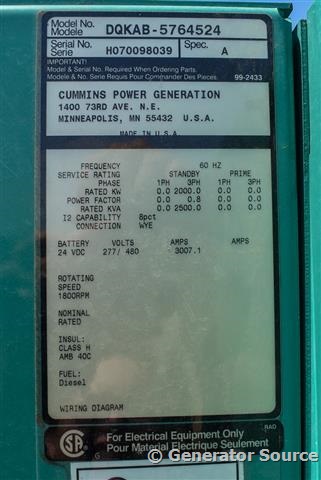 Model No. DQKAB-5764524
Modele
Serial No. H070098039 Spec. A
Serie
IMPORTANT!
Model & Serial No. Required When Ordering Parts.
Modele & No. Serie Requis Pour Commander Des Pieces 99-2433
CUMMINS POWER GENERATION
1400 73RD AVE. N.E.
MINNEAPOLIS, MN 55432 U.S.A.
MADE IN U.S.A.
FREQUENCY 60 HZ
SERVICE RATING STANDBY PRIME
PHASE 1PH 3PH 1PH 3PH
RATED KW 0.0 2000.0 0.0 0.0
POWER FACTOR 0.0 0.8 0.0 0.0
RATED KVA 0.0 2500.0 0.0 0.0
I2 CAPABILITY 8pct
CONNECTION WYE
BATTERY VOLTS AMPS AMPS
24 VDC 277/ 480 3007.1
ROTATING
SPEED
1800RPM
NOMINAL
RATED
INSUL:
CLASS H
AMB 40C
FUEL:
Diesel
WIRING DIAGRAM
RAD
SA G For Electrical Equipment Only
Pour Material Electrique Seulement
© Generator Source